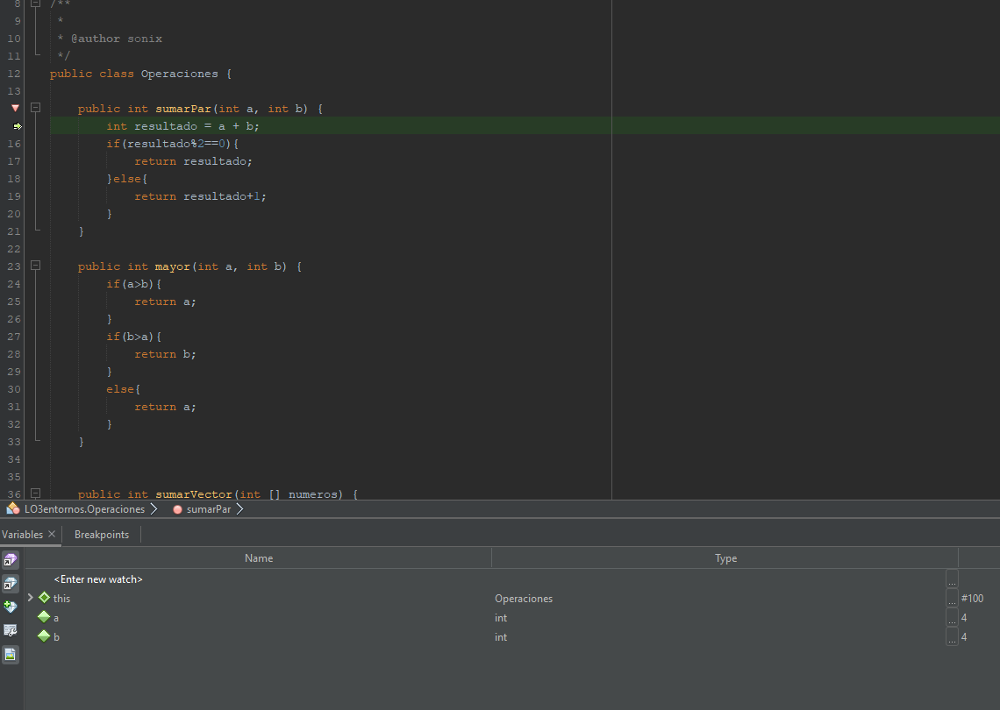 8 /**
9 *
10 * @author sonix
11 */
12 public class Operaciones {
13
public int sumarPar(int a, int b) {
int resultado = a + b;
16 if(resultado%2==0){
17 return resultado;
18 }else{
19 return resultado+1;
20 }
21 }
22
23 public int mayor(int a, int b) {
24 if(a>b){
25 return a;
26 }
27 if(b>a){
28 return b;
29 }
30 else{
31 return a;
32 }
33 }
34
35
36 public int sumarVector(int [] numeros) {
LO3entornos.Operaciones sumarPar
Variables Breakpoints
Name Type
<Enter new watch> ...
this Operaciones ... #100
a int ... 4
b int ... 4